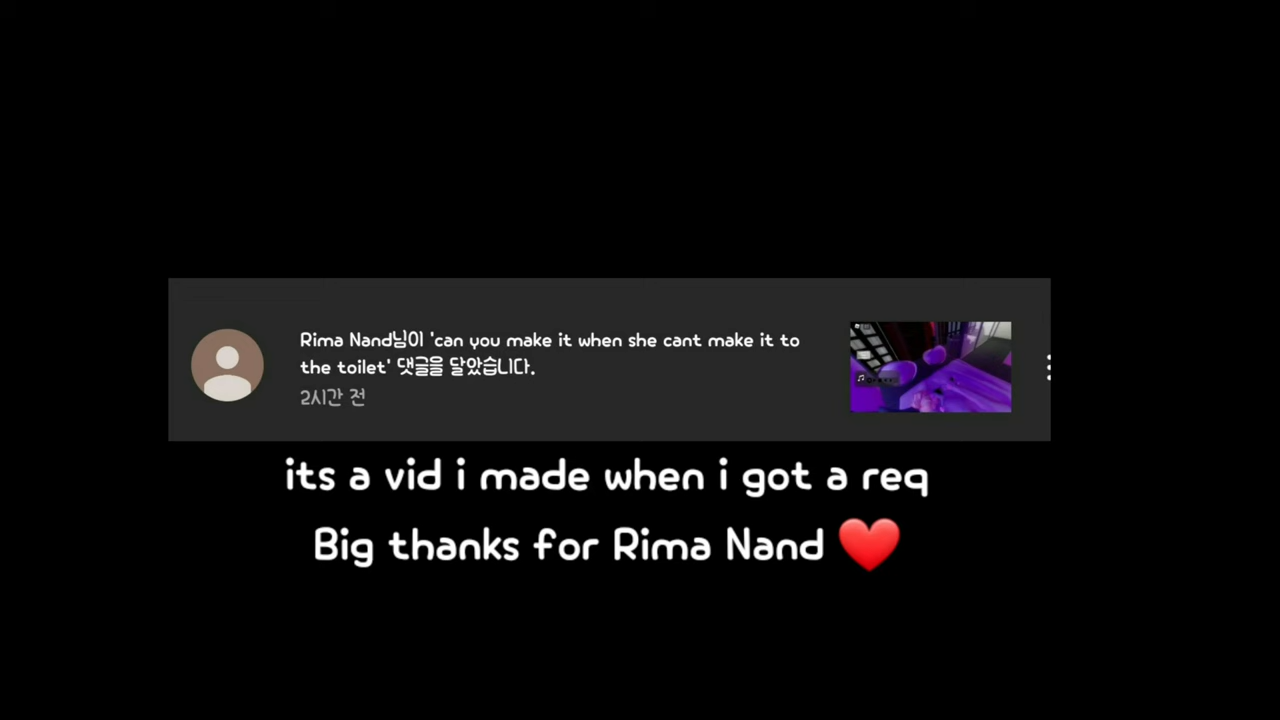 Rima Nand님이 'can you make it when she cant make it to
the toilet' 댓글을 달았습니다.
2시간 전
its a vid i made when i got a req
Big thanks for Rima Nand ❤️